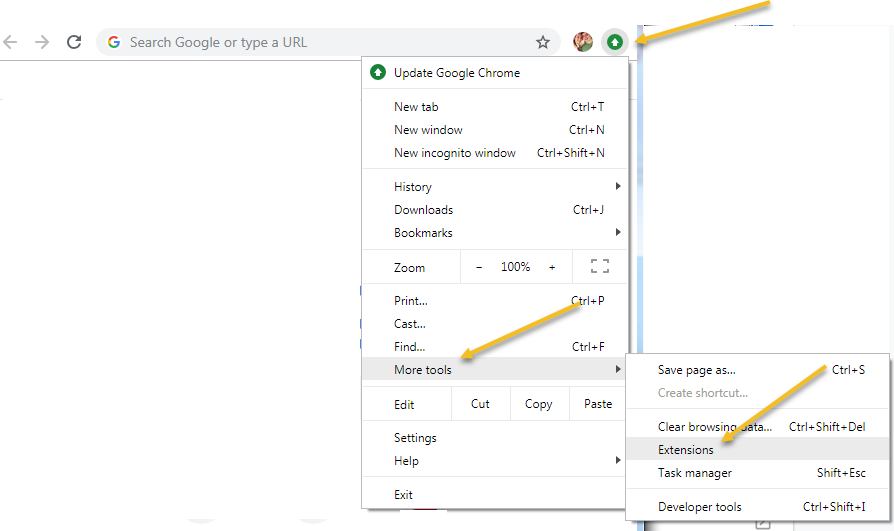 Search Google or type a URL
Update Google Chrome
New tab Ctrl+T
New window Ctrl+N
New incognito window Ctrl+Shift+N
History
Downloads Ctrl+J
Bookmarks
Zoom − 100% +
Print... Ctrl+P
Cast...
Find... Ctrl+F
More tools
Edit Cut Copy Paste
Settings
Help
Exit
Save page as... Ctrl+S
Create shortcut...
Clear browsing data... Ctrl+Shift+Del
Extensions
Task manager Shift+Esc
Developer tools Ctrl+Shift+I